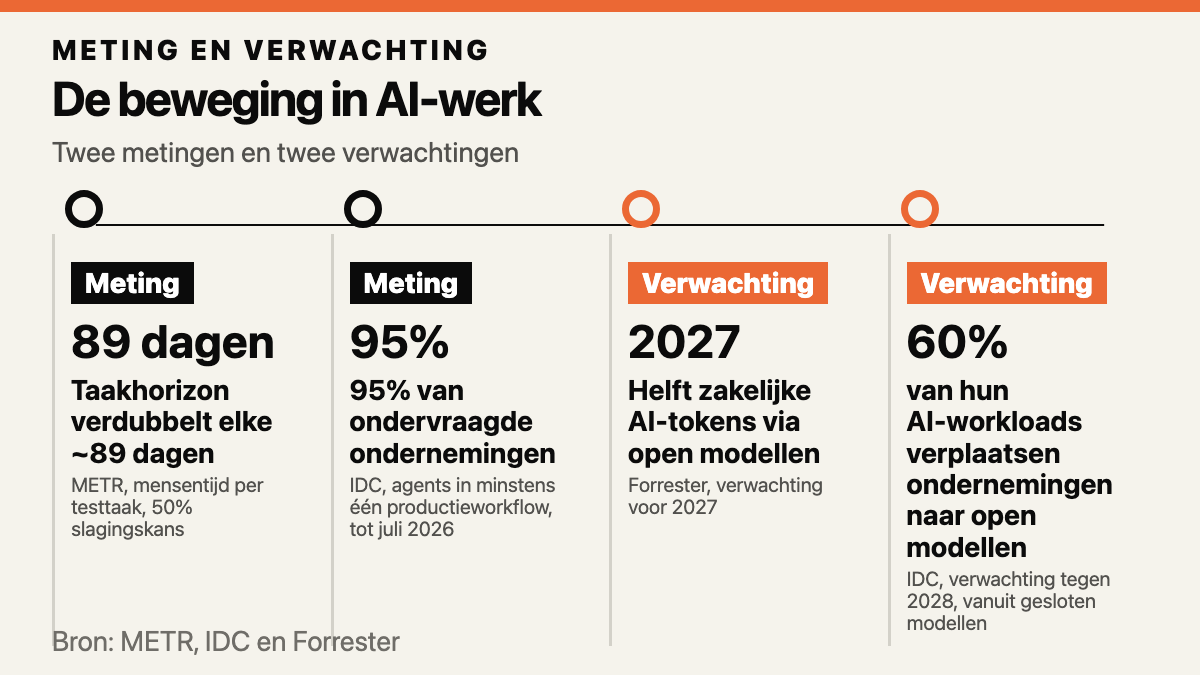 METING EN VERWACHTING
De beweging in AI-werk
Twee metingen en twee verwachtingen
Meting
89 dagen
Taakhorizon
verdubbelt elke
~89 dagen
METR, mensentijd per
testtaak, 50%
slagingskans
Meting
95%
95% van
ondervraagde
ondernemingen
IDC, agents in minstens
één productieworkflow,
tot juli 2026
Verwachting
2027
Helft zakelijke
AI-tokens via
open modellen
Forrester, verwachting
voor 2027
Verwachting
60%
van hun
AI-workloads
verplaatsen
ondernemingen
naar open
modellen
IDC, verwachting tegen
2028, vanuit gesloten
modellen
Bron: METR, IDC en Forrester